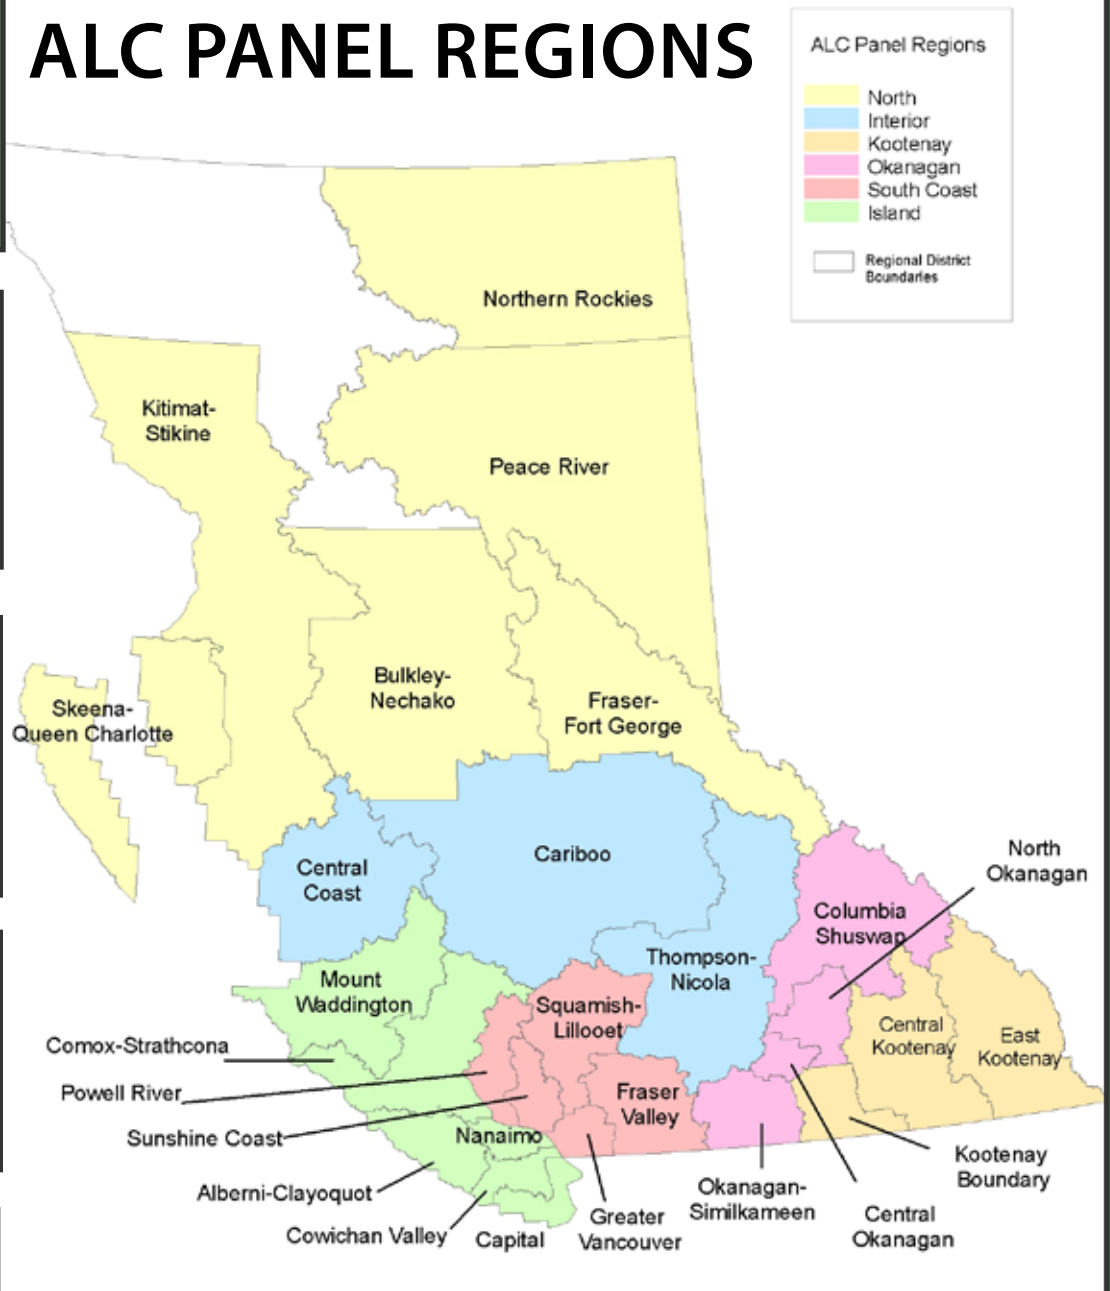 ALC PANEL REGIONS
ALC Panel Regions
North
Interior
Kootenay
Okanagan
South Coast
Island
Regional District
Boundaries
Northern Rockies
Kitimat-
Stikine
Peace River
Bulkley-
Nechako
Fraser-
Fort George
Skeena-
Queen Charlotte
Cariboo
Central
Coast
North
Okanagan
Columbia
Shuswap
Thompson-
Nicola
Mount
Waddington
Squamish-
Lillooet
Central
Kootenay
East
Kootenay
Comox-Strathcona
Powell River
Fraser
Valley
Sunshine Coast
Nanaimo
Kootenay
Boundary
Alberni-Clayoquot
Okanagan-
Similkameen
Cowichan Valley
Capital
Greater
Vancouver
Central
Okanagan